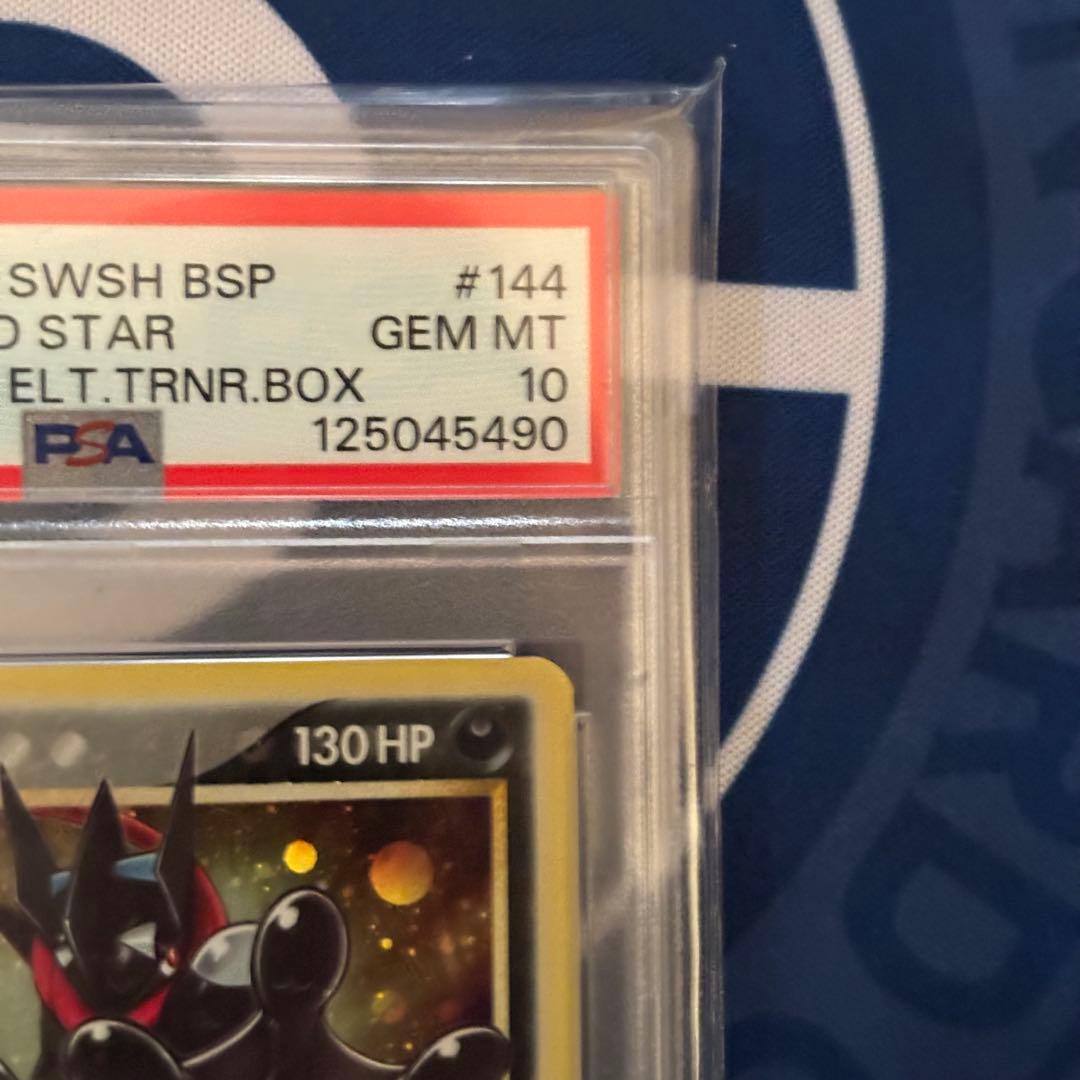 SWSH BSP #144
D STAR GEM MT
ELT.TRNR.BOX 10
PSA 125045490
130 HP